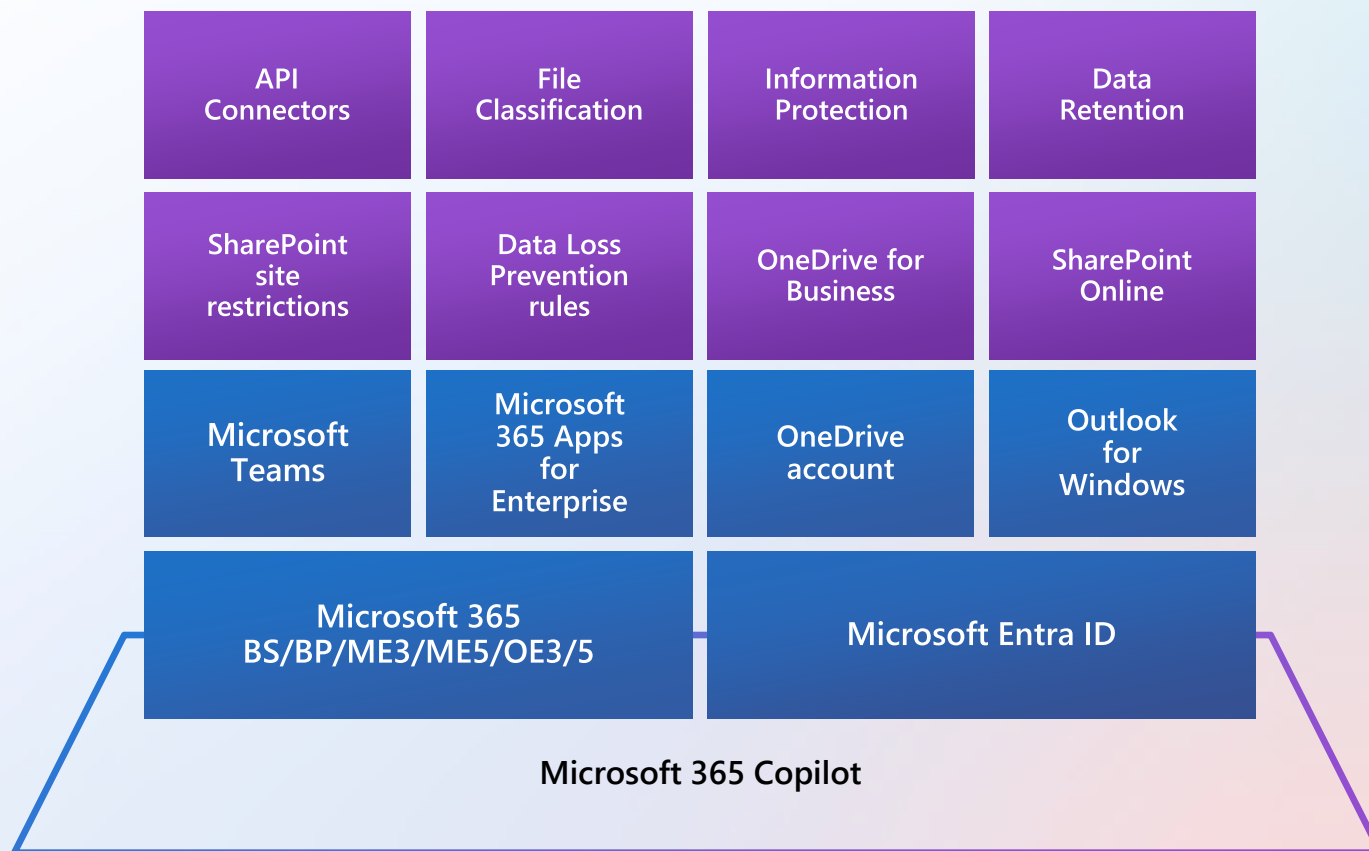 API
Connectors
File
Classification
Information
Protection
Data
Retention
SharePoint
site
restrictions
Data Loss
Prevention
rules
OneDrive for
Business
SharePoint
Online
Microsoft
Teams
Microsoft
365 Apps
for
Enterprise
OneDrive
account
Outlook
for
Windows
Microsoft 365
BS/BP/ME3/ME5/OE3/5
Microsoft Entra ID
Microsoft 365 Copilot